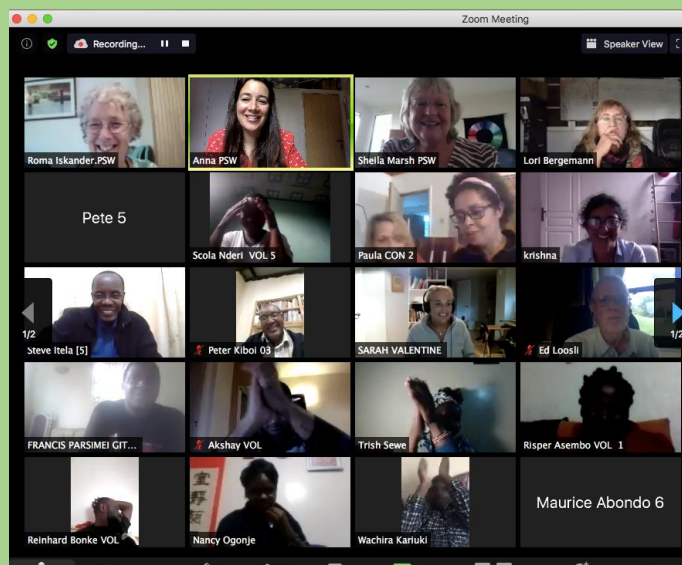 Zoom Meeting
Recording...
Speaker View
Roma Iskander.PSW
Anna PSW
Sheila Marsh PSW
Lori Bergemann
Pete 5
Scola Nderi VOL 5
Paula CON 2
krishna
1/2
1/2
Steve Itela [5]
Peter Kiboi 03
SARAH VALENTINE
Ed Loosli
FRANCIS PARSIMEI GIT...
Akshay VOL
Trish Sewe
Risper Asembo VOL 1
Reinhard Bonke VOL
Nancy Ogonje
Wachira Kariuki
Maurice Abondo 6